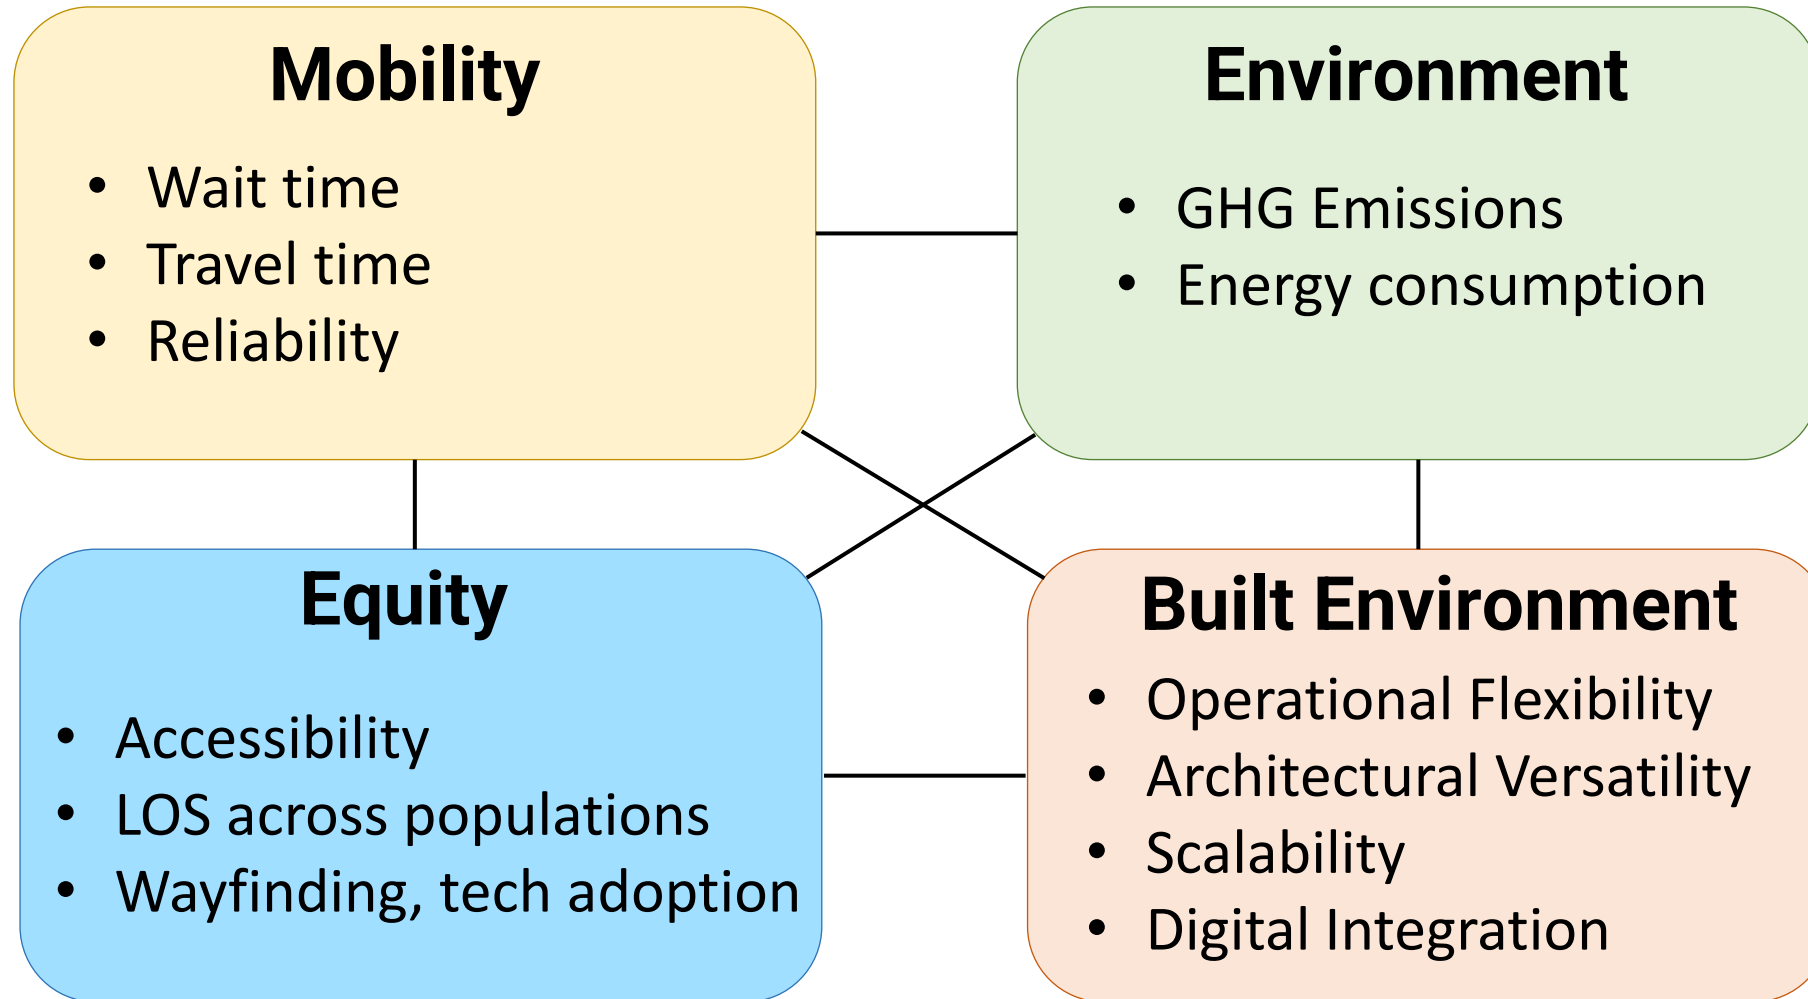 Mobility
• Wait time
• Travel time
• Reliability
Environment
• GHG Emissions
• Energy consumption
Equity
• Accessibility
• LOS across populations
• Wayfinding, tech adoption
Built Environment
• Operational Flexibility
• Architectural Versatility
• Scalability
• Digital Integration